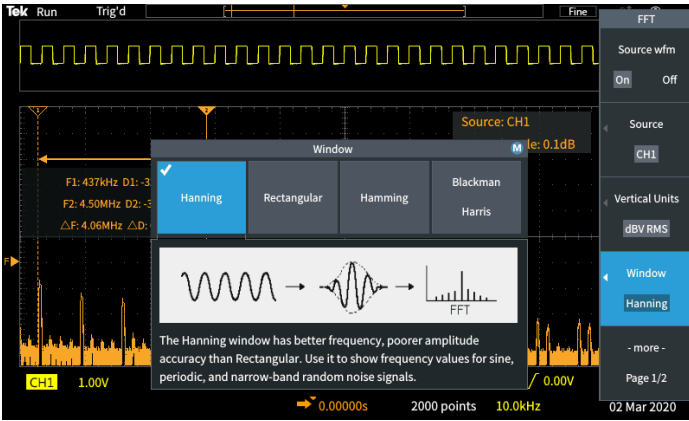 Tek Run Trig'd Fine
FFT
Source wfm
On Off
Source
CH1
Vertical Units
dBV RMS
Window
Hanning
- more -
Page 1/2
1
2
Source: CH1
le: 0.1dB
F1: 437kHz D1: -3
F2: 4.50MHz D2: -3
△F: 4.06MHz △D:
F
Window M
Hanning Rectangular Hamming Blackman
Harris
FFT
The Hanning window has better frequency, poorer amplitude
accuracy than Rectangular. Use it to show frequency values for sine,
periodic, and narrow-band random noise signals.
CH1 1.00V 0.00V
0.00000s 2000 points 10.0kHz 02 Mar 2020